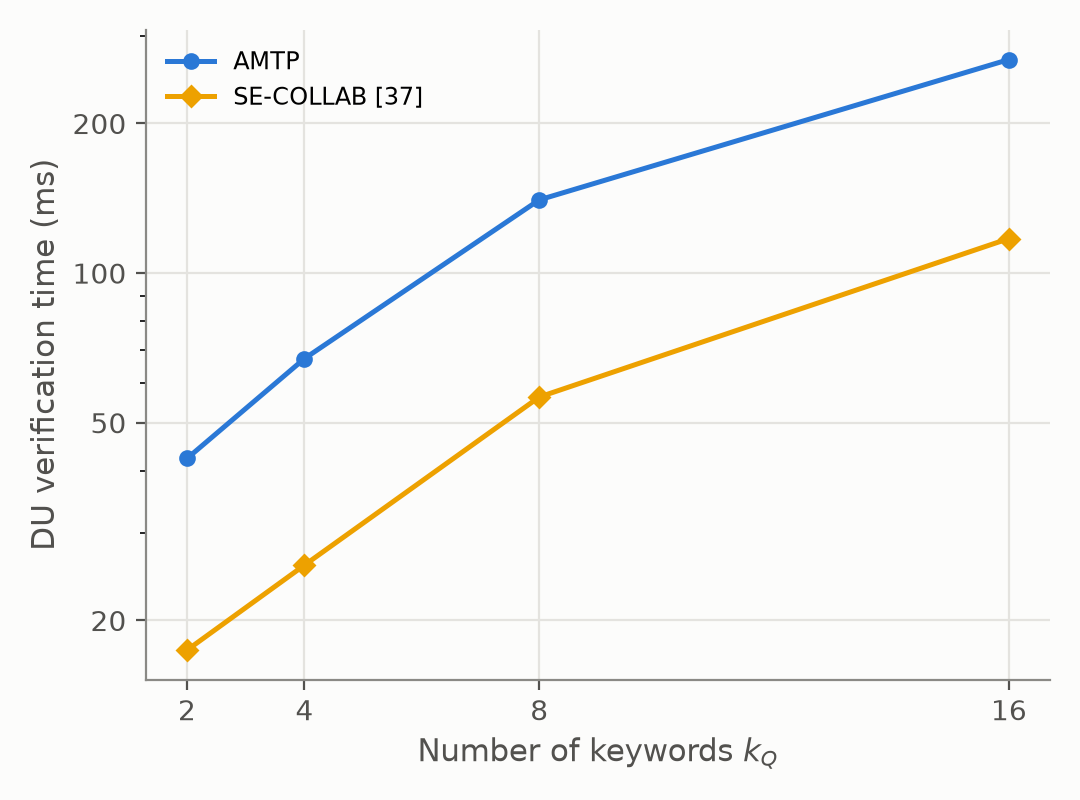 AMTP
SE-COLLAB [37]
200
100
50
20
DU verification time (ms)
2 4 8 16
Number of keywords k_Q